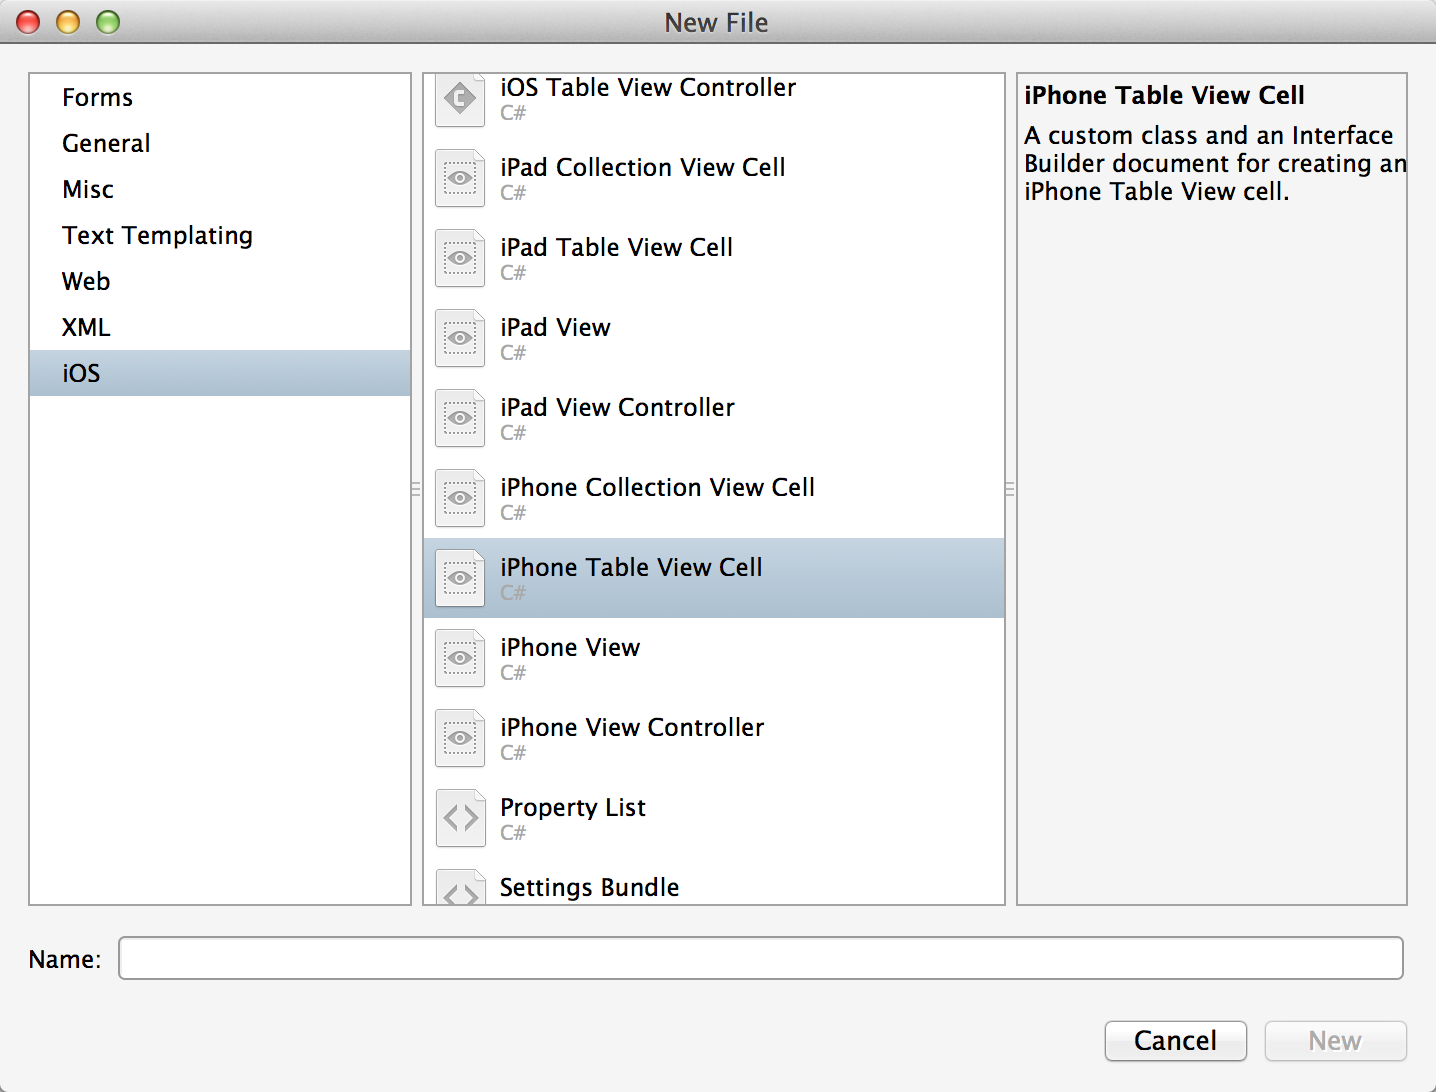 New File
Forms
General
Misc
Text Templating
Web
XML
iOS
iOS Table View Controller
C#
iPad Collection View Cell
C#
iPad Table View Cell
C#
iPad View
C#
iPad View Controller
C#
iPhone Collection View Cell
C#
iPhone Table View Cell
C#
iPhone View
C#
iPhone View Controller
C#
Property List
C#
Settings Bundle
iPhone Table View Cell
A custom class and an Interface
Builder document for creating an
iPhone Table View cell.
Name:
Cancel
New